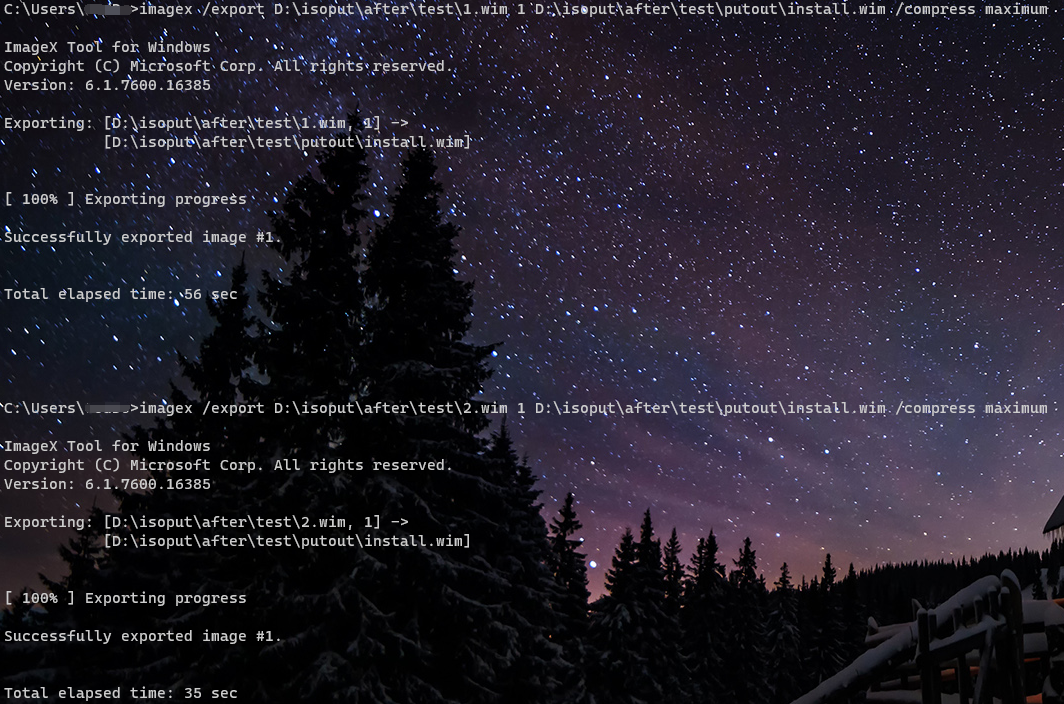 C:\Users\ >imagex /export D:\isoput\after\test\1.wim 1 D:\isoput\after\test\putout\install.wim /compress maximum
ImageX Tool for Windows
Copyright (C) Microsoft Corp. All rights reserved.
Version: 6.1.7600.16385
Exporting: [D:\isoput\after\test\1.wim, 1] ->
[D:\isoput\after\test\putout\install.wim]
[ 100% ] Exporting progress
Successfully exported image #1.
Total elapsed time: 56 sec
C:\Users\ >imagex /export D:\isoput\after\test\2.wim 1 D:\isoput\after\test\putout\install.wim /compress maximum
ImageX Tool for Windows
Copyright (C) Microsoft Corp. All rights reserved.
Version: 6.1.7600.16385
Exporting: [D:\isoput\after\test\2.wim, 1] ->
[D:\isoput\after\test\putout\install.wim]
[ 100% ] Exporting progress
Successfully exported image #1.
Total elapsed time: 35 sec